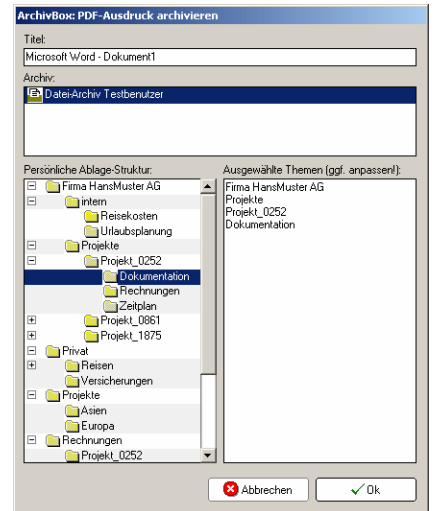 ArchivBox: PDF-Ausdruck archivieren
Titel:
Microsoft Word - Dokument1
Archiv:
Datei-Archiv Testbenutzer
Persönliche Ablage-Struktur:
Firma HansMuster AG
intern
Reisekosten
Urlaubsplanung
Projekte
Projekt_0252
Dokumentation
Rechnungen
Zeitplan
Projekt_0861
Projekt_1875
Privat
Reisen
Versicherungen
Projekte
Asien
Europa
Rechnungen
Projekt_0252
Ausgewählte Themen (ggf. anpassen!):
Firma HansMuster AG
Projekte
Projekt_0252
Dokumentation
Abbrechen
Ok